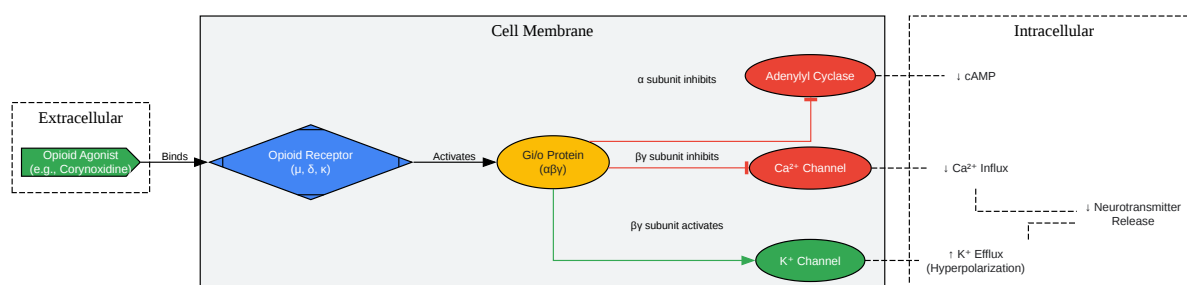 Cell Membrane
Intracellular
Adenylyl Cyclase
α subunit inhibits
↓ cAMP
Extracellular
Opioid Agonist
(e.g., Corynoxidine)
Binds
Opioid Receptor
(μ, δ, κ)
Activates
Gi/o Protein
(αβγ)
βγ subunit inhibits
Ca²⁺ Channel
↓ Ca²⁺ Influx
↓ Neurotransmitter
Release
βγ subunit activates
K⁺ Channel
↑ K⁺ Efflux
(Hyperpolarization)